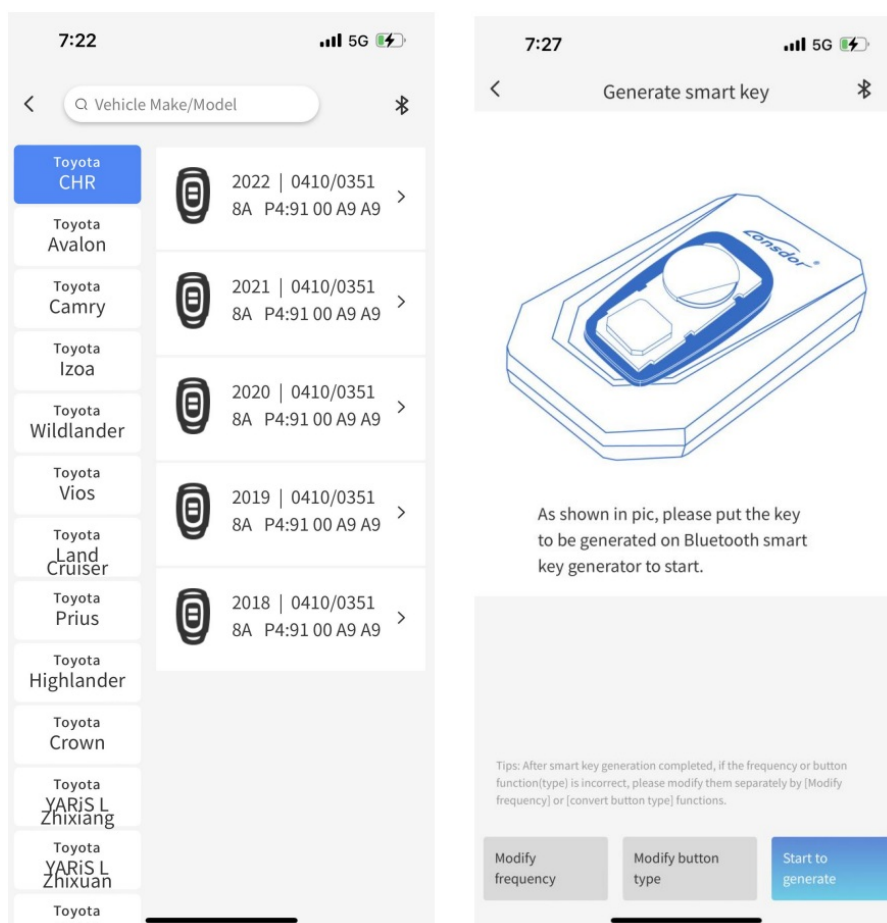 7:22
5G
Vehicle Make/Model
Toyota
CHR
Toyota
Avalon
Toyota
Camry
Toyota
Izoa
Toyota
Wildlander
Toyota
Vios
Toyota
Land
Cruiser
Toyota
Prius
Toyota
Highlander
Toyota
Crown
Toyota
YARiS L
Zhixiang
Toyota
YARiS L
Zhixuan
Toyota
2022 | 0410/0351
8A P4:91 00 A9 A9
2021 | 0410/0351
8A P4:91 00 A9 A9
2020 | 0410/0351
8A P4:91 00 A9 A9
2019 | 0410/0351
8A P4:91 00 A9 A9
2018 | 0410/0351
8A P4:91 00 A9 A9
7:27
5G
Generate smart key
Lonsdor
As shown in pic, please put the key
to be generated on Bluetooth smart
key generator to start.
Tips: After smart key generation completed, if the frequency or button
function(type) is incorrect, please modify them separately by [Modify
frequency] or [convert button type] functions.
Modify
frequency
Modify button
type
Start to
generate